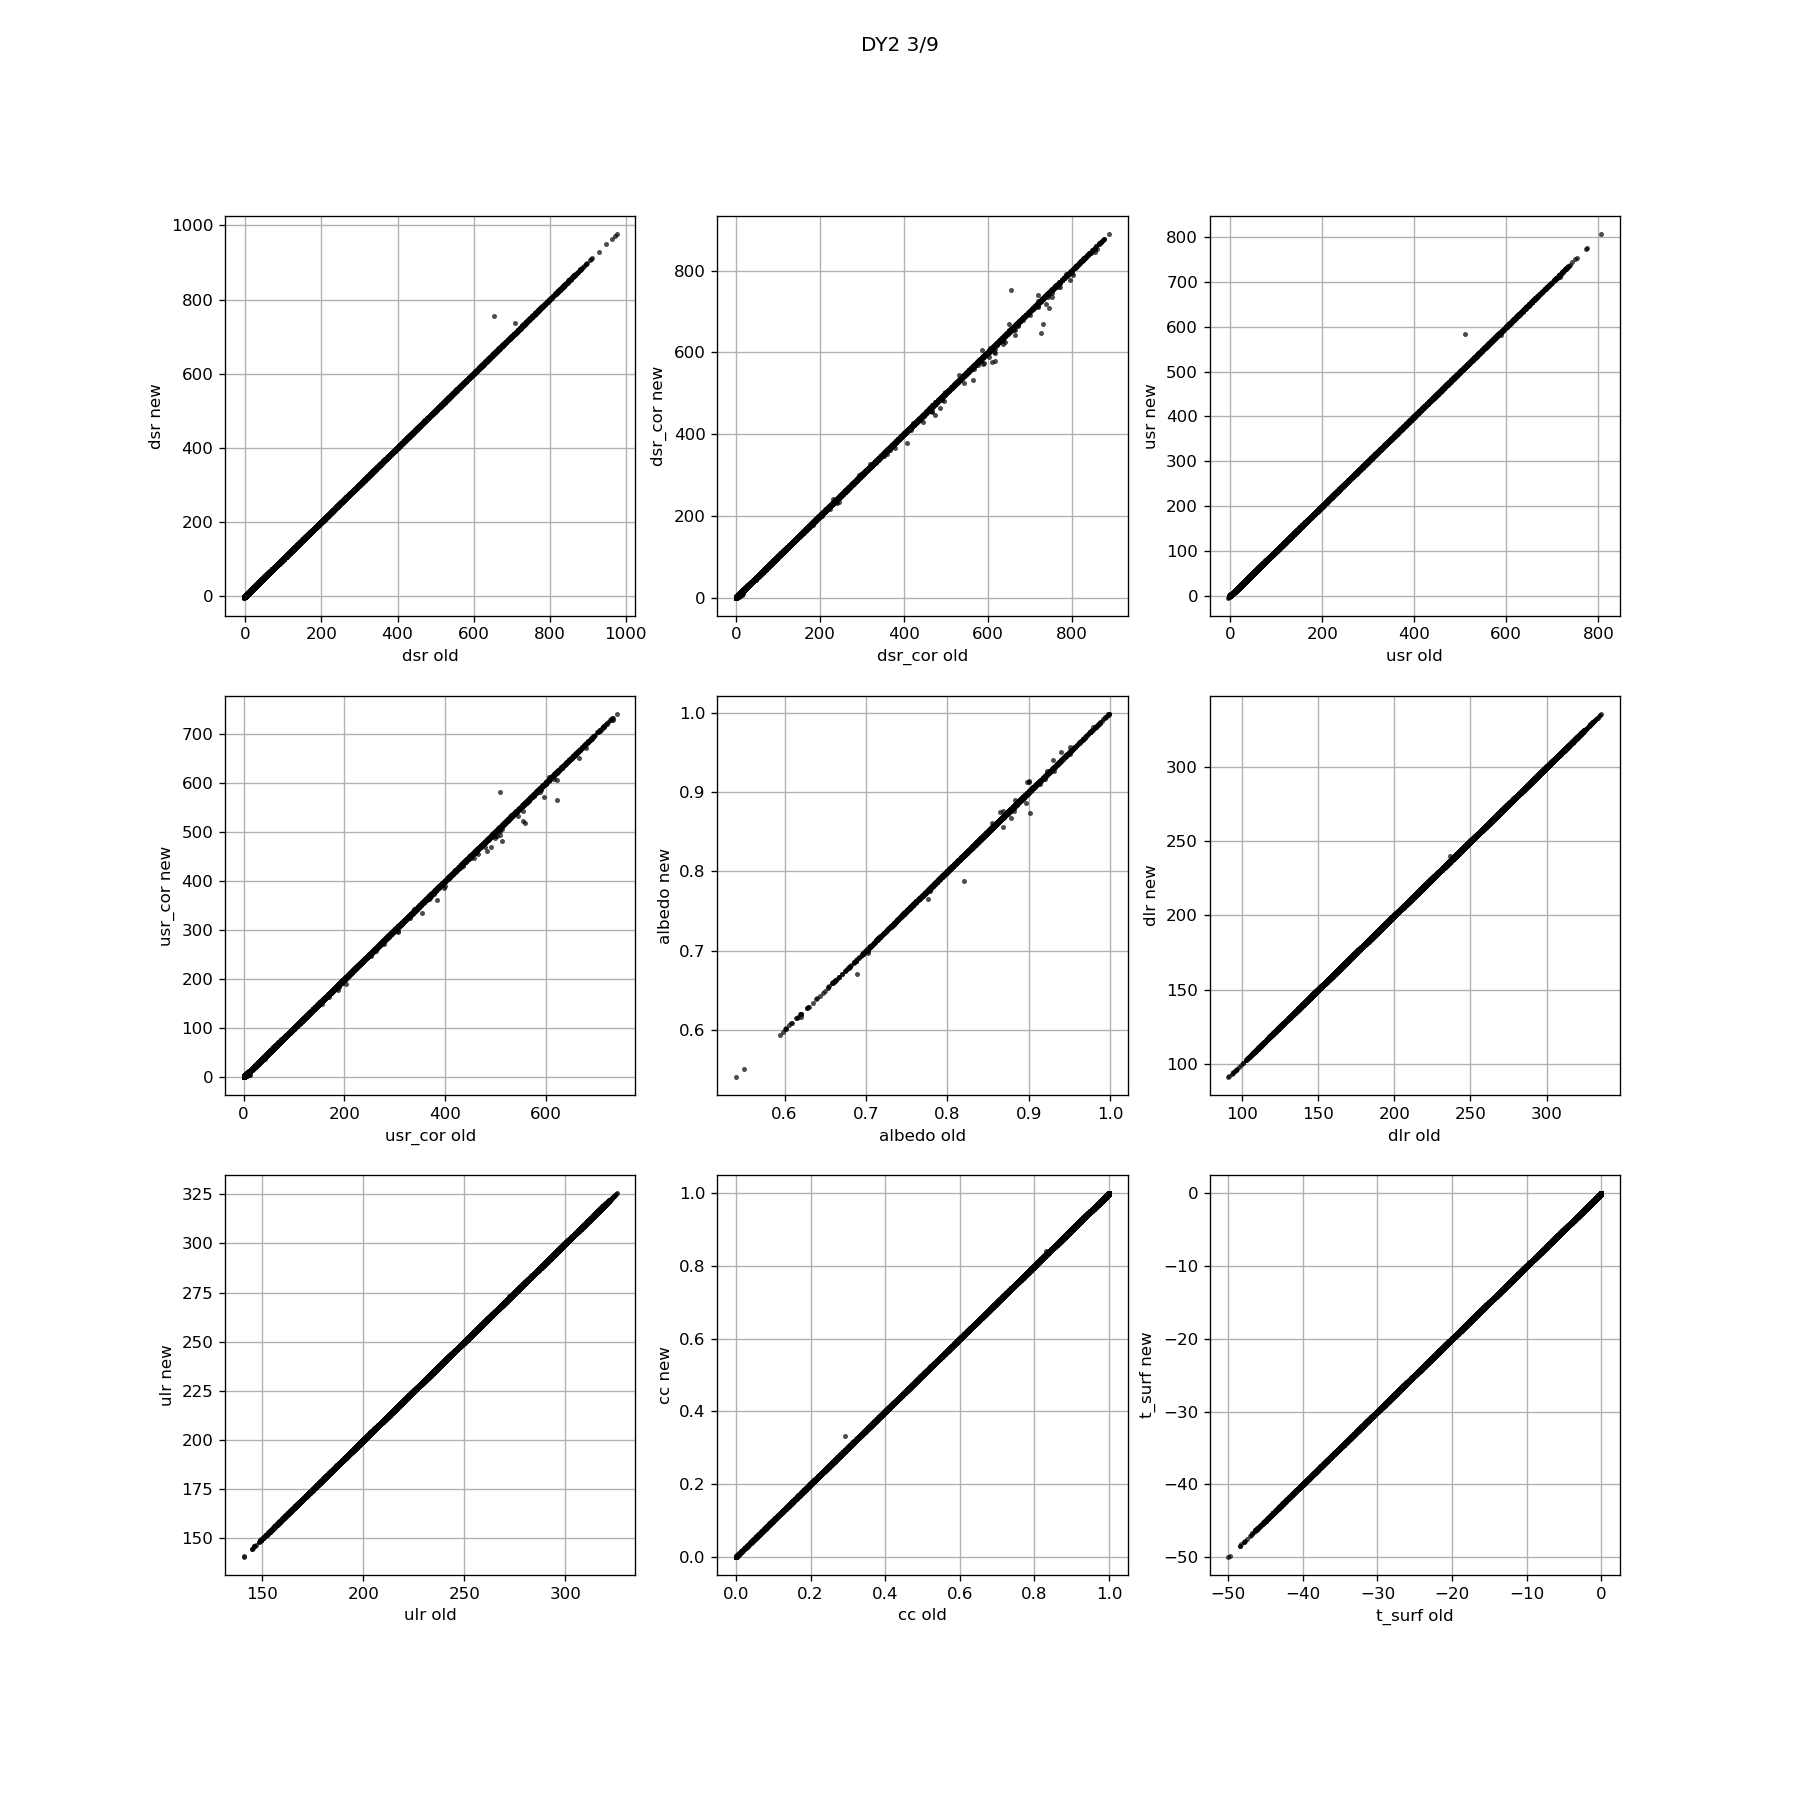 DY2 3/9
1000
800
600
400
200
0
dsr new
0 200 400 600 800 1000
dsr old
800
600
400
200
0
dsr_cor new
0 200 400 600 800
dsr_cor old
800
700
600
500
400
300
200
100
0
usr new
0 200 400 600 800
usr old
700
600
500
400
300
200
100
0
usr_cor new
0 200 400 600
usr_cor old
1.0
0.9
0.8
0.7
0.6
albedo new
0.6 0.7 0.8 0.9 1.0
albedo old
300
250
200
150
100
dlr new
100 150 200 250 300
dlr old
325
300
275
250
225
200
175
150
ulr new
150 200 250 300
ulr old
1.0
0.8
0.6
0.4
0.2
0.0
cc new
0.0 0.2 0.4 0.6 0.8 1.0
cc old
0
−10
−20
−30
−40
−50
t_surf new
−50 −40 −30 −20 −10 0
t_surf old